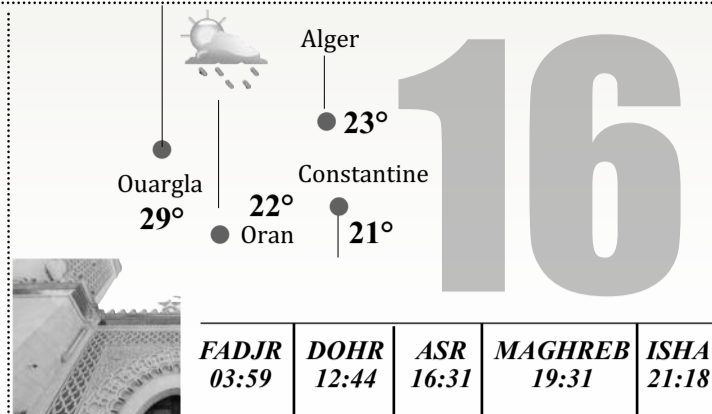 Alger
23°
16
Ouargla
29°
Constantine
21°
22°
Oran
FADJR DOHR ASR MAGHREB ISHA
03:59 12:44 16:31 19:31 21:18